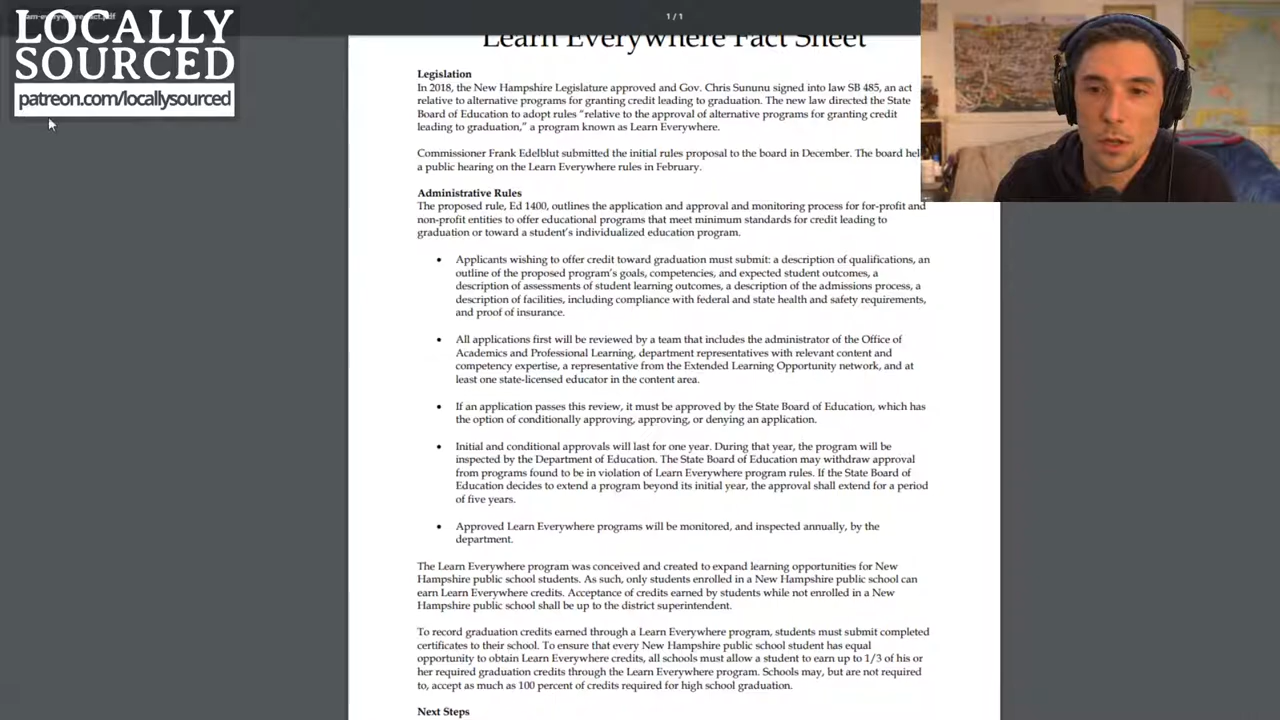 LOCALLY
SOURCED
patreon.com/locallysourced
1 / 1
Learn Everywhere Fact Sheet
Legislation
In 2018, the New Hampshire Legislature approved and Gov. Chris Sununu signed into law SB 485, an act
relative to alternative programs for granting credit leading to graduation. The new law directed the State
Board of Education to adopt rules “relative to the approval of alternative programs for granting credit
leading to graduation,” a program known as Learn Everywhere.
Commissioner Frank Edelblut submitted the initial rules proposal to the board in December. The board
a public hearing on the Learn Everywhere rules in February.
Administrative Rules
The proposed rule, Ed 1400, outlines the application and approval and monitoring process for for-profit and
non-profit entities to offer educational programs that meet minimum standards for credit leading to
graduation or toward a student’s individualized education program.
• Applicants wishing to offer credit toward graduation must submit: a description of qualifications, an
outline of the proposed program’s goals, competencies, and expected student outcomes, a
description of assessments of student learning outcomes, a description of the admissions process, a
description of facilities, including compliance with federal and state health and safety requirements,
and proof of insurance.
• All applications first will be reviewed by a team that includes the administrator of the Office of
Academics and Professional Learning, department representatives with relevant content and
competency expertise, a representative from the Extended Learning Opportunity network, and at
least one state-licensed educator in the content area.
• If an application passes this review, it must be approved by the State Board of Education, which has
the option of conditionally approving, approving, or denying an application.
• Initial and conditional approvals will last for one year. During that year, the program will be
inspected by the Department of Education. The State Board of Education may withdraw approval
from programs found to be in violation of Learn Everywhere program rules. If the State Board of
Education decides to extend a program beyond its initial year, the approval shall extend for a period
of five years.
• Approved Learn Everywhere programs will be monitored, and inspected annually, by the
department.
The Learn Everywhere program was conceived and created to expand learning opportunities for New
Hampshire public school students. As such, only students enrolled in a New Hampshire public school can
earn Learn Everywhere credits. Acceptance of credits earned by students while not enrolled in a New
Hampshire public school shall be up to the district superintendent.
To record graduation credits earned through a Learn Everywhere program, students must submit completed
certificates to their school. To ensure that every New Hampshire public school student has equal
opportunity to obtain Learn Everywhere credits, all schools must allow a student to earn up to 1/3 of his or
her required graduation credits through the Learn Everywhere program. Schools may, but are not required
to, accept as much as 100 percent of credits required for high school graduation.
Next Steps